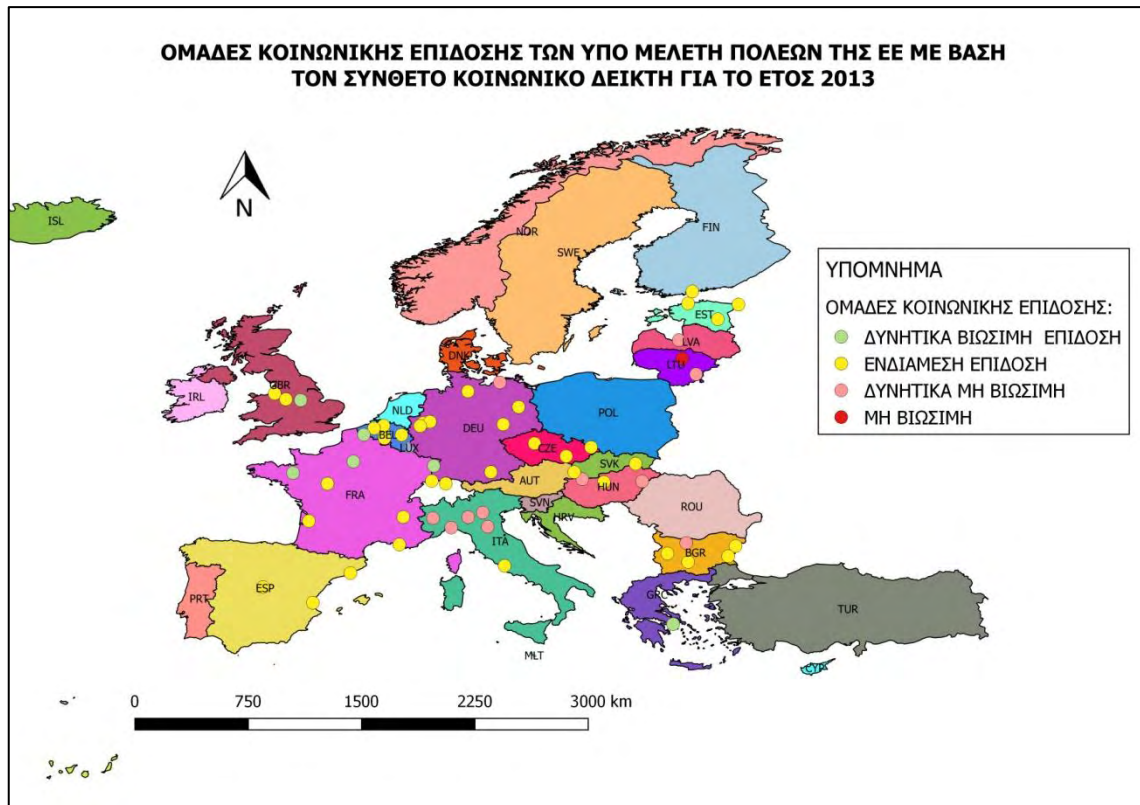 ΟΜΑΔΕΣ ΚΟΙΝΩΝΙΚΗΣ ΕΠΙΔΟΣΗΣ ΤΩΝ ΥΠΟ ΜΕΛΕΤΗ ΠΟΛΕΩΝ ΤΗΣ ΕΕ ΜΕ ΒΑΣΗ
ΤΟΝ ΣΥΝΘΕΤΟ ΚΟΙΝΩΝΙΚΟ ΔΕΙΚΤΗ ΓΙΑ ΤΟ ΕΤΟΣ 2013
N
ISL
NOR
SWE
FIN
ΥΠΟΜΝΗΜΑ
ΟΜΑΔΕΣ ΚΟΙΝΩΝΙΚΗΣ ΕΠΙΔΟΣΗΣ:
ΔΥΝΗΤΙΚΑ ΒΙΩΣΙΜΗ ΕΠΙΔΟΣΗ
ΕΝΔΙΑΜΕΣΗ ΕΠΙΔΟΣΗ
ΔΥΝΗΤΙΚΑ ΜΗ ΒΙΩΣΙΜΗ
ΜΗ ΒΙΩΣΙΜΗ
EST
LVA
LTU
DNK
GBR
IRL
NLD
POL
DEU
BEL
LUX
CZE
SVK
FRA
AUT
HUN
SVN
HRV
ROU
ITA
BGR
ESP
PRT
GRC
TUR
MLT
CYP
0 750 1500 2250 3000 km